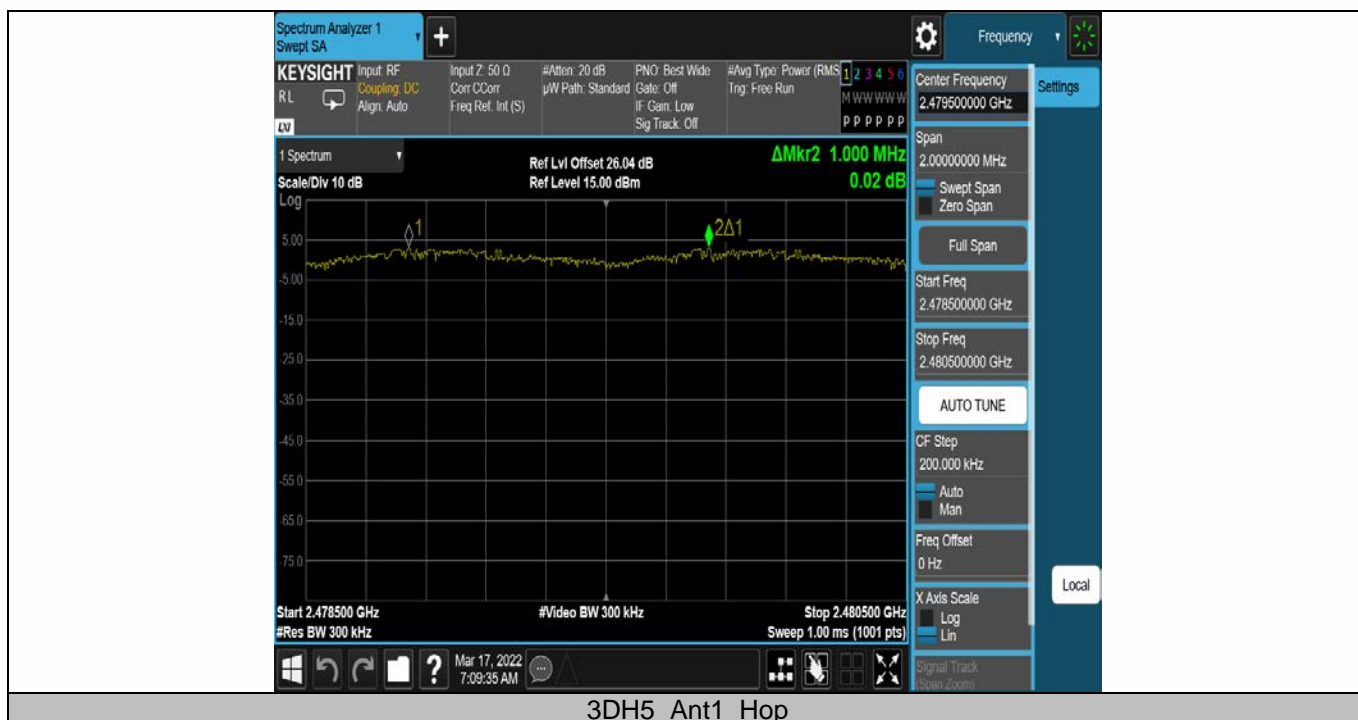 Spectrum Analyzer 1
Swept SA
Frequency
KEYSIGHT
RL
LXI
Input: RF
Coupling: DC
Align: Auto
Input Z: 50 Ω
Corr CCorr
Freq Ref: Int (S)
#Atten: 20 dB
µW Path: Standard
PNO: Best Wide
Gate: Off
IF Gain: Low
Sig Track: Off
#Avg Type: Power (RMS
Trig: Free Run
1 2 3 4 5 6
M W W W W W
P P P P P P
1 Spectrum
Scale/Div 10 dB
Ref Lvl Offset 26.04 dB
Ref Level 15.00 dBm
ΔMkr2 1.000 MHz
0.02 dB
Log
1
2Δ1
5.00
-5.00
-15.0
-25.0
-35.0
-45.0
-55.0
-65.0
-75.0
Start 2.478500 GHz
#Video BW 300 kHz
Stop 2.480500 GHz
#Res BW 300 kHz
Sweep 1.00 ms (1001 pts)
Mar 17, 2022
7:09:35 AM
Center Frequency
2.479500000 GHz
Settings
Span
2.00000000 MHz
Swept Span
Zero Span
Full Span
Start Freq
2.478500000 GHz
Stop Freq
2.480500000 GHz
AUTO TUNE
CF Step
200.000 kHz
Auto
Man
Freq Offset
0 Hz
Local
X Axis Scale
Log
Lin
Signal Track
(Span Zoom)
3DH5_Ant1_Hop